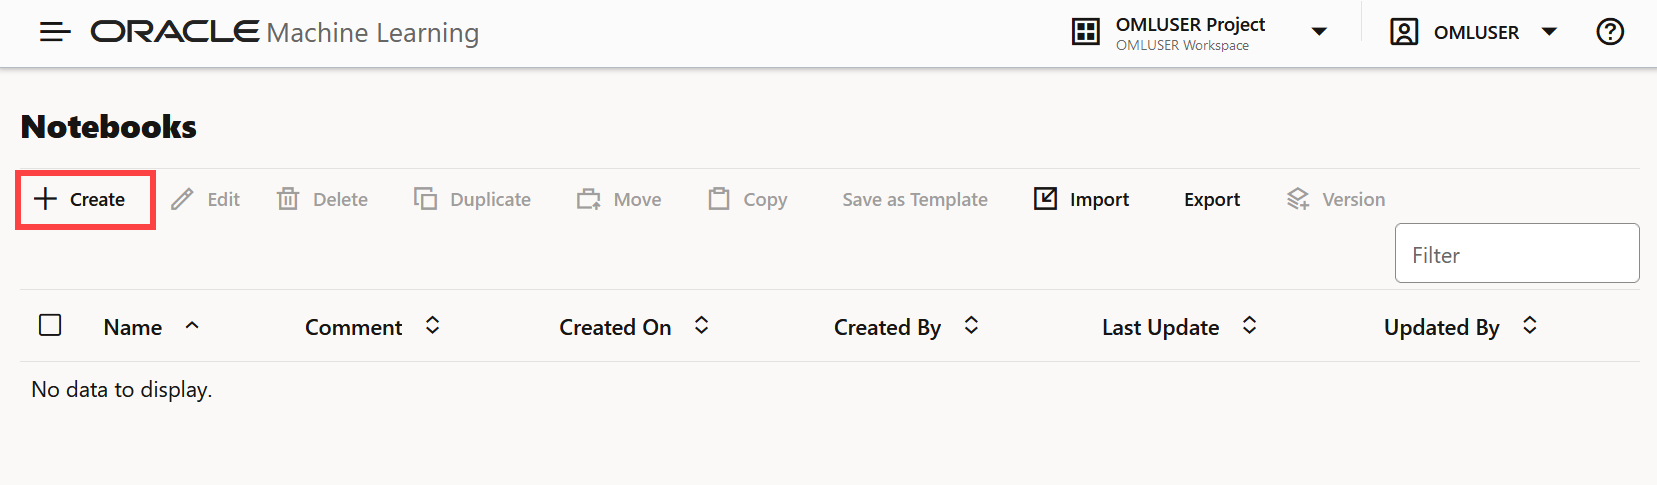 ORACLE Machine Learning
OMLUSER Project
OMLUSER Workspace
OMLUSER
Notebooks
Create Edit Delete Duplicate Move Copy Save as Template Import Export Version
Filter
Name Comment Created On Created By Last Update Updated By
No data to display.